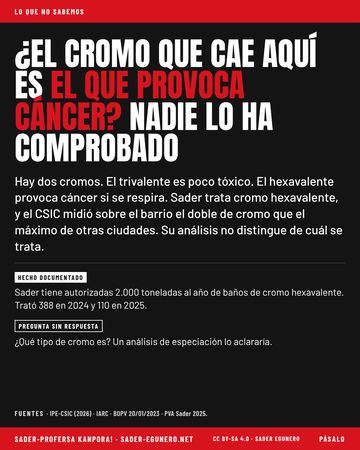 LO QUE NO SABEMOS
¿EL CROMO QUE CAE AQUÍ
ES EL QUE PROVOCA
CÁNCER? NADIE LO HA
COMPROBADO
Hay dos cromos. El trivalente es poco tóxico. El hexavalente
provoca cáncer si se respira. Sader trata cromo hexavalente,
y el CSIC midió sobre el barrio el doble de cromo que el
máximo de otras ciudades. Su análisis no distingue de cuál se
trata.
HECHO DOCUMENTADO
Sader tiene autorizadas 2.000 toneladas al año de baños de cromo hexavalente.
Trató 388 en 2024 y 110 en 2025.
PREGUNTA SIN RESPUESTA
¿Qué tipo de cromo es? Un análisis de especiación lo aclararía.
FUENTES · IPE-CSIC (2026) · IARC · BOPV 20/01/2023 · PVA Sader 2025.
SADER-PROFERSA KANPORA! · SADER-EGUNERO.NET CC BY-SA 4.0 · SADER EGUNERO PÁSALO